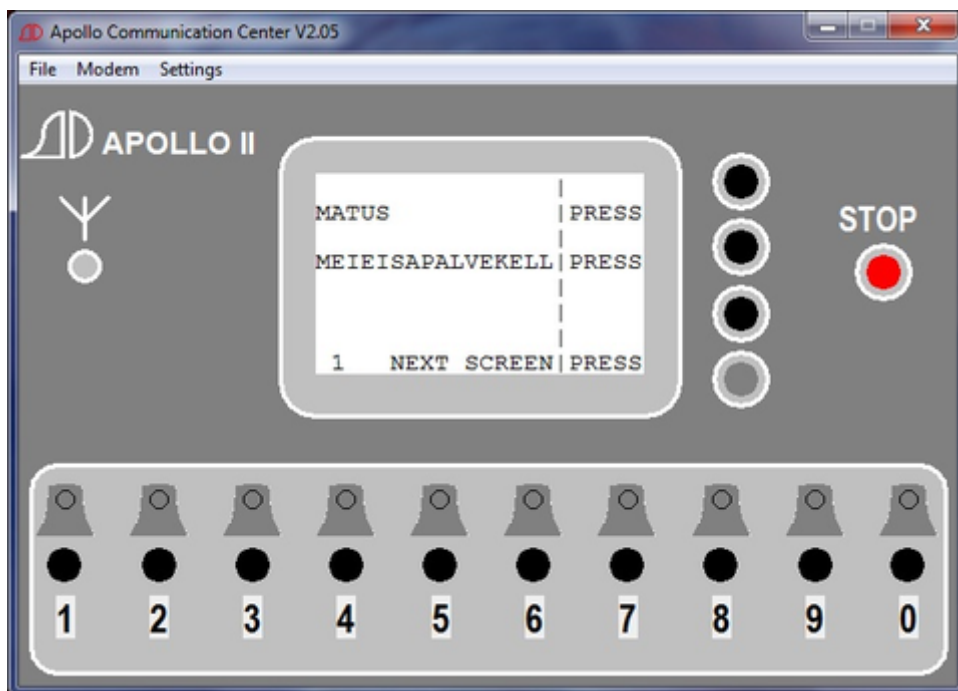 Apollo Communication Center V2.05
File Modem Settings
APOLLO II
MATUS | PRESS
MEIEISAPALVEKELL | PRESS
1 NEXT SCREEN | PRESS
STOP
1 2 3 4 5 6 7 8 9 0